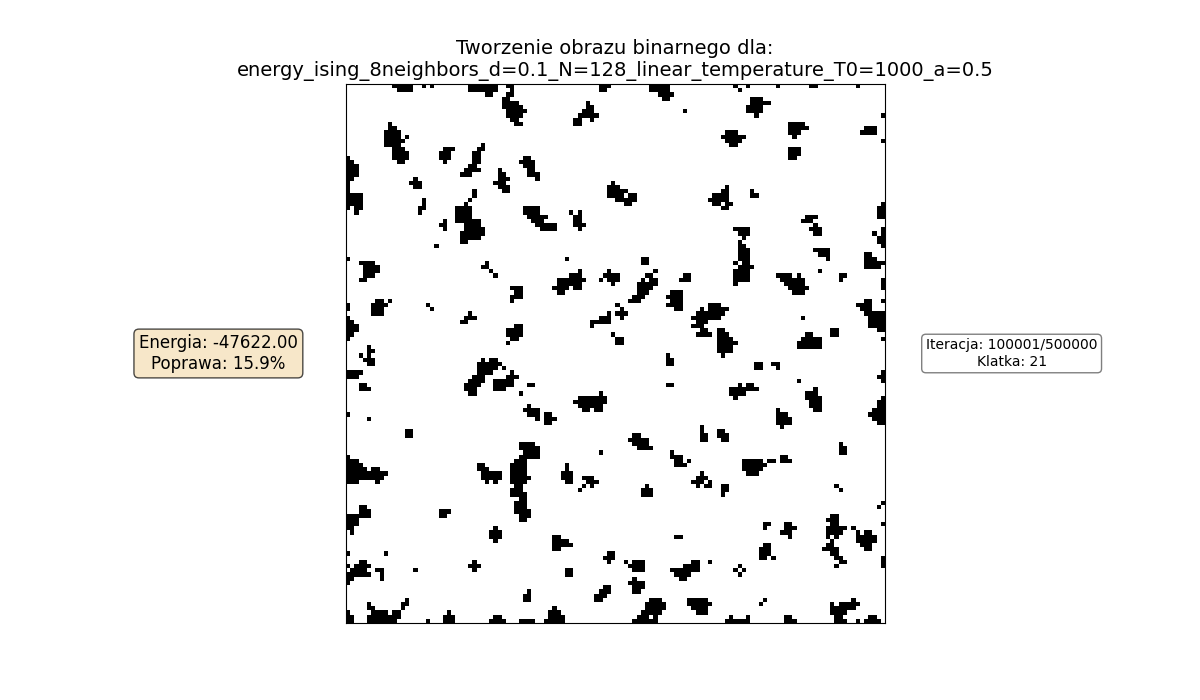 Tworzenie obrazu binarnego dla:
energy_ising_8neighbors_d=0.1_N=128_linear_temperature_T0=1000_a=0.5
Energia: -47622.00
Poprawa: 15.9%
Iteracja: 100001/500000
Klatka: 21